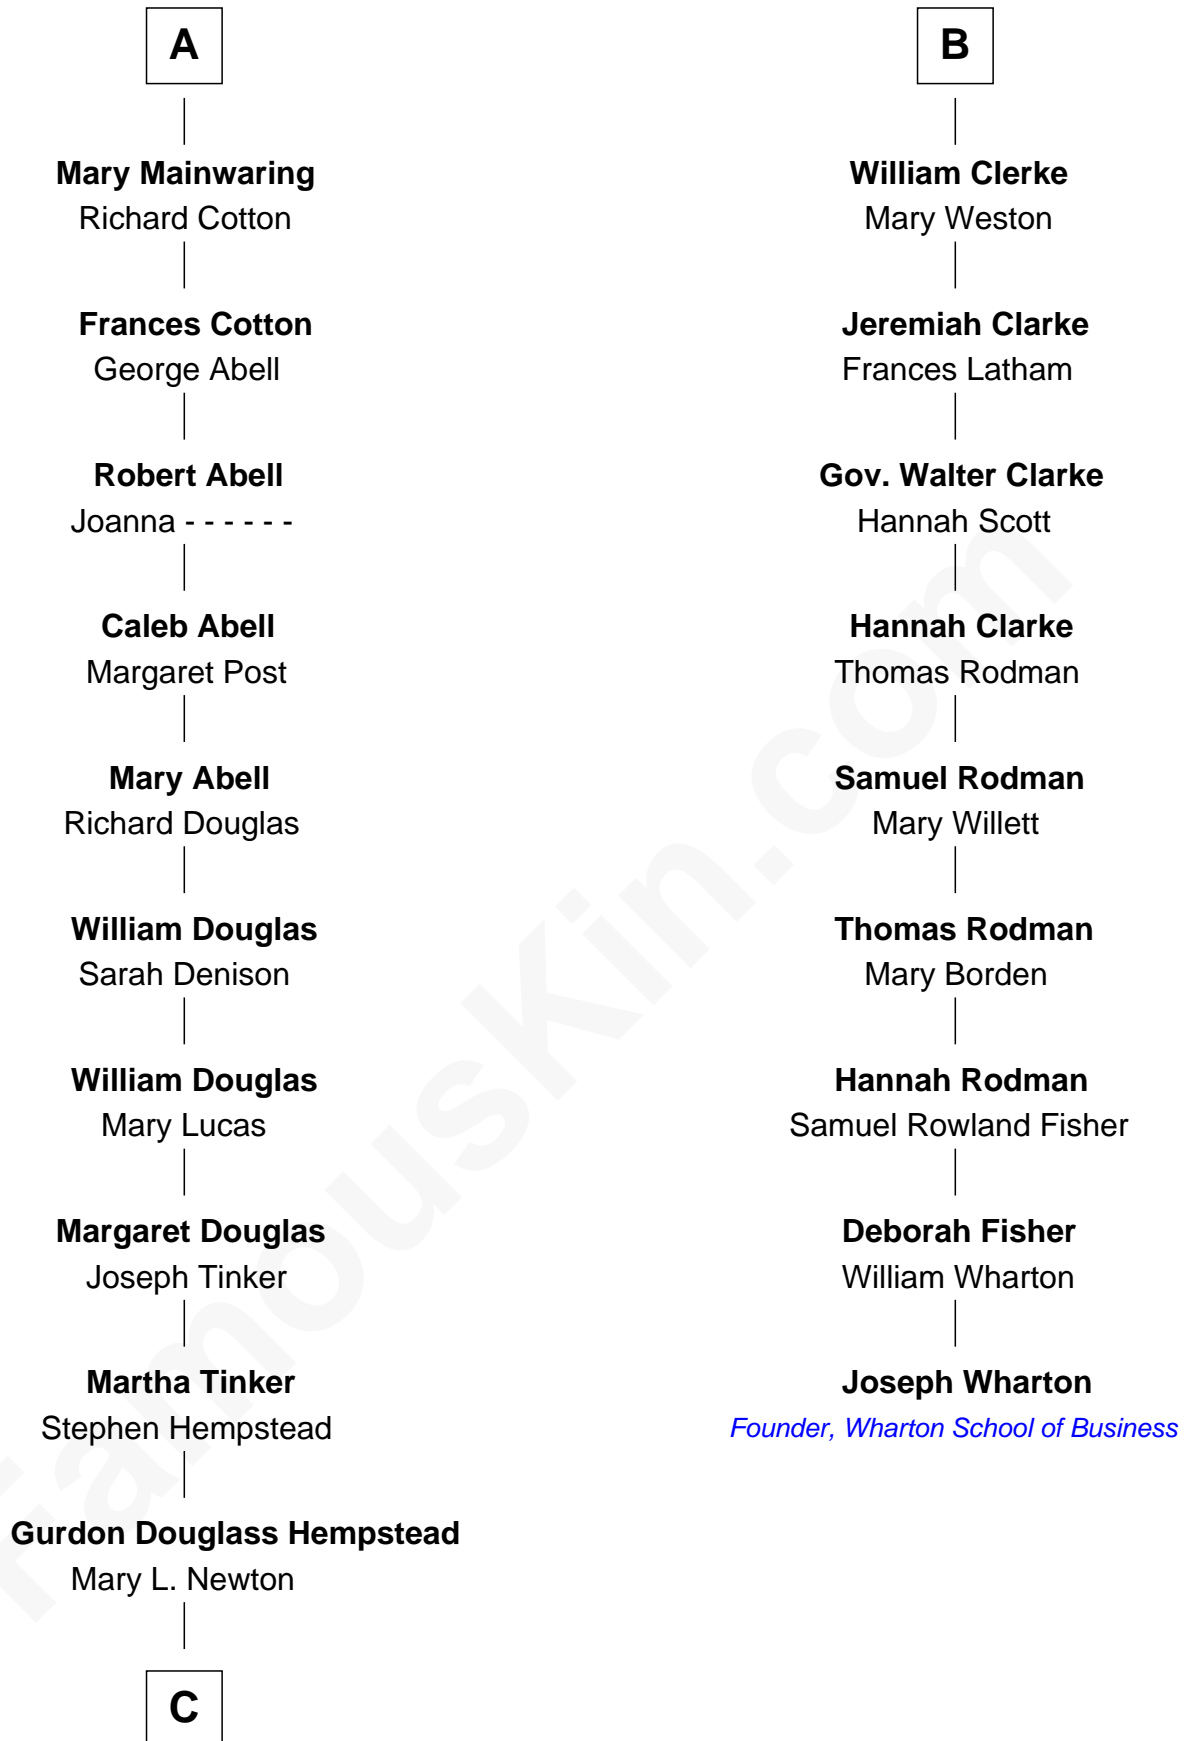 A
Mary Mainwaring
Richard Cotton
Frances Cotton
George Abell
Robert Abell
Joanna - - - - - -
Caleb Abell
Margaret Post
Mary Abell
Richard Douglas
William Douglas
Sarah Denison
William Douglas
Mary Lucas
Margaret Douglas
Joseph Tinker
Martha Tinker
Stephen Hempstead
Gurdon Douglass Hempstead
Mary L. Newton
C
B
William Clerke
Mary Weston
Jeremiah Clarke
Frances Latham
Gov. Walter Clarke
Hannah Scott
Hannah Clarke
Thomas Rodman
Samuel Rodman
Mary Willett
Thomas Rodman
Mary Borden
Hannah Rodman
Samuel Rowland Fisher
Deborah Fisher
William Wharton
Joseph Wharton
Founder, Wharton School of Business
FamousKin.com